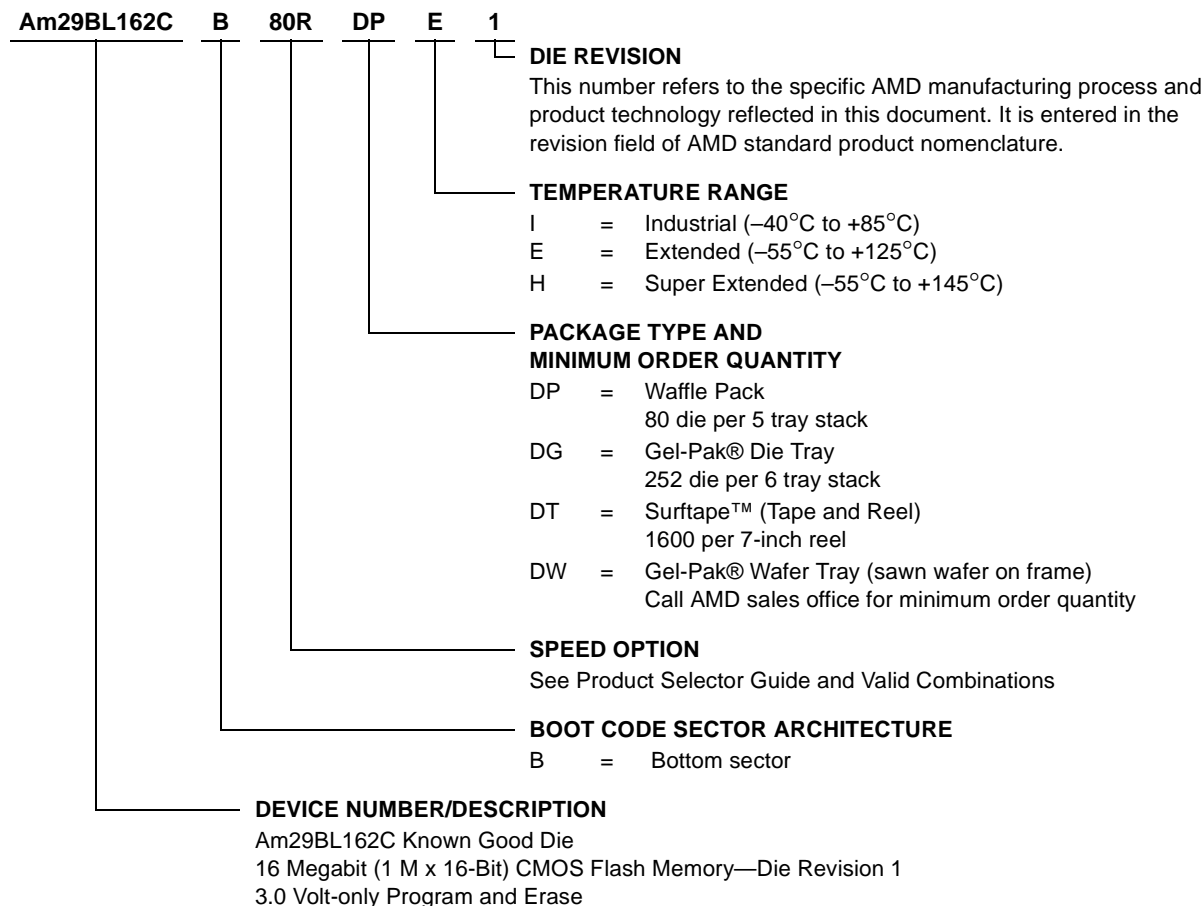 Am29BL162C B 80R DP E 1
DIE REVISION
This number refers to the specific AMD manufacturing process and
product technology reflected in this document. It is entered in the
revision field of AMD standard product nomenclature.
TEMPERATURE RANGE
I = Industrial (–40°C to +85°C)
E = Extended (–55°C to +125°C)
H = Super Extended (–55°C to +145°C)
PACKAGE TYPE AND
MINIMUM ORDER QUANTITY
DP = Waffle Pack
80 die per 5 tray stack
DG = Gel-Pak® Die Tray
252 die per 6 tray stack
DT = Surftape™ (Tape and Reel)
1600 per 7-inch reel
DW = Gel-Pak® Wafer Tray (sawn wafer on frame)
Call AMD sales office for minimum order quantity
SPEED OPTION
See Product Selector Guide and Valid Combinations
BOOT CODE SECTOR ARCHITECTURE
B = Bottom sector
DEVICE NUMBER/DESCRIPTION
Am29BL162C Known Good Die
16 Megabit (1 M x 16-Bit) CMOS Flash Memory—Die Revision 1
3.0 Volt-only Program and Erase